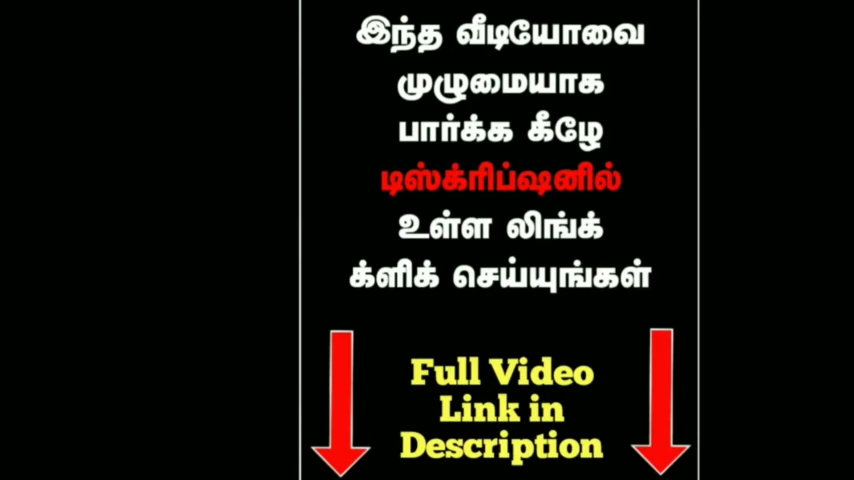 இந்த வீடியோவை
முழுமையாக
பார்க்க கீழே
டிஸ்க்ரிப்ஷனில்
உள்ள லிங்க்
க்ளிக் செய்யுங்கள்
Full Video
Link in
Description